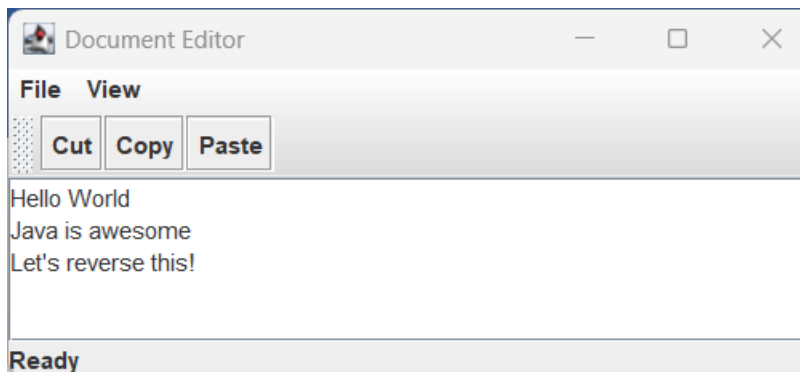 Document Editor
File View
Cut Copy Paste
Hello World
Java is awesome
Let's reverse this!
Ready